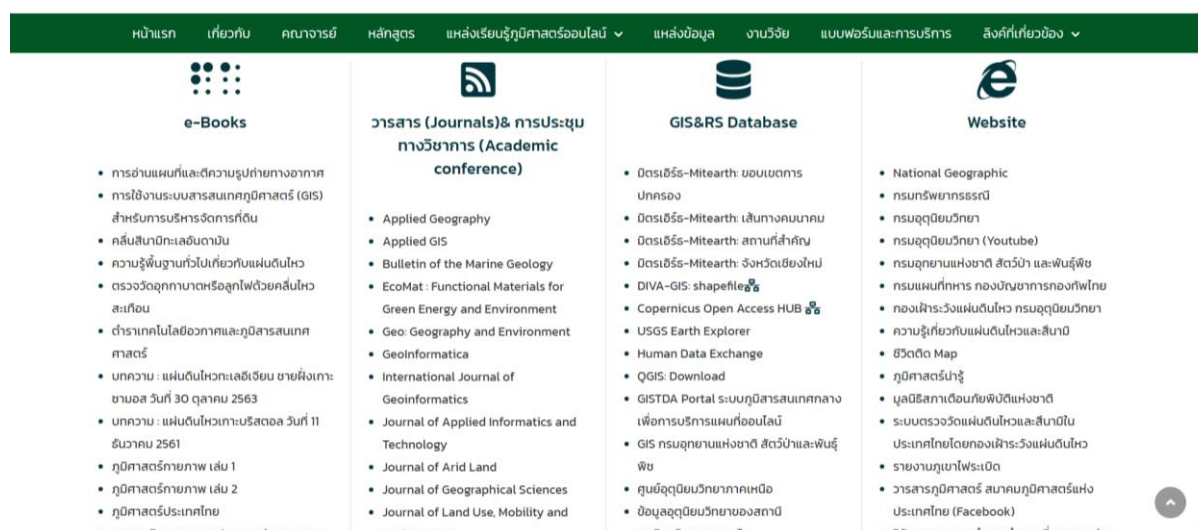 หน้าแรก เกี่ยวกับ คณาจารย์ หลักสูตร แหล่งเรียนรู้ภูมิศาสตร์ออนไลน์ แหล่งข้อมูล งานวิจัย แบบฟอร์มและการบริการ ลิงค์ที่เกี่ยวข้อง
e-Books
การอ่านแผนที่และตีความรูปถ่ายทางอากาศ
การใช้งานระบบสารสนเทศภูมิศาสตร์ (GIS)
สำหรับการบริหารจัดการที่ดิน
คลื่นสึนามิทะเลอันดามัน
ความรู้พื้นฐานทั่วไปเกี่ยวกับแผ่นดินไหว
ตรวจวัดอุกกาบาตหรือลูกไฟด้วยคลื่นไหว
สะเทือน
ตำราเทคโนโลยีอวกาศและภูมิสารสนเทศ
ศาสตร์
บทความ : แผ่นดินไหวทะเลอีเจียน ชายฝั่งเกาะ
ซามอส วันที่ 30 ตุลาคม 2563
บทความ : แผ่นดินไหวเกาะบริสตอล วันที่ 11
ธันวาคม 2561
ภูมิศาสตร์กายภาพ เล่ม 1
ภูมิศาสตร์กายภาพ เล่ม 2
ภูมิศาสตร์ประเทศไทย
วารสาร (Journals)& การประชุม
ทางวิชาการ (Academic
conference)
Applied Geography
Applied GIS
Bulletin of the Marine Geology
EcoMat : Functional Materials for
Green Energy and Environment
Geo: Geography and Environment
GeoInformatica
International Journal of
Geoinformatics
Journal of Applied Informatics and
Technology
Journal of Arid Land
Journal of Geographical Sciences
Journal of Land Use, Mobility and
GIS&RS Database
มิตรเอิร์ธ-Mitearth: ขอบเขตการ
ปกครอง
มิตรเอิร์ธ-Mitearth: เส้นทางคมนาคม
มิตรเอิร์ธ-Mitearth: สถานที่สำคัญ
มิตรเอิร์ธ-Mitearth: จังหวัดเชียงใหม่
DIVA-GIS: shapefile
Copernicus Open Access HUB
USGS Earth Explorer
Human Data Exchange
QGIS: Download
GISTDA Portal ระบบภูมิสารสนเทศกลาง
เพื่อการบริการแผนที่ออนไลน์
GIS กรมอุทยานแห่งชาติ สัตว์ป่าและพันธุ์
พืช
ศูนย์อุตุนิยมวิทยาภาคเหนือ
ข้อมูลอุตุนิยมวิทยาของสถานี
Website
National Geographic
กรมทรัพยากรธรณี
กรมอุตุนิยมวิทยา
กรมอุตุนิยมวิทยา (Youtube)
กรมอุทยานแห่งชาติ สัตว์ป่า และพันธุ์พืช
กรมแผนที่ทหาร กองบัญชาการกองทัพไทย
กองเฝ้าระวังแผ่นดินไหว กรมอุตุนิยมวิทยา
ความรู้เกี่ยวกับแผ่นดินไหวและสึนามิ
ชีวิตติด Map
ภูมิศาสตร์น่ารู้
มูลนิธิสภาเตือนภัยพิบัติแห่งชาติ
ระบบตรวจวัดแผ่นดินไหวและสึนามิใน
ประเทศไทยโดยกองเฝ้าระวังแผ่นดินไหว
รายงานภูเขาไฟระเบิด
วารสารภูมิศาสตร์ สมาคมภูมิศาสตร์แห่ง
ประเทศไทย (Facebook)